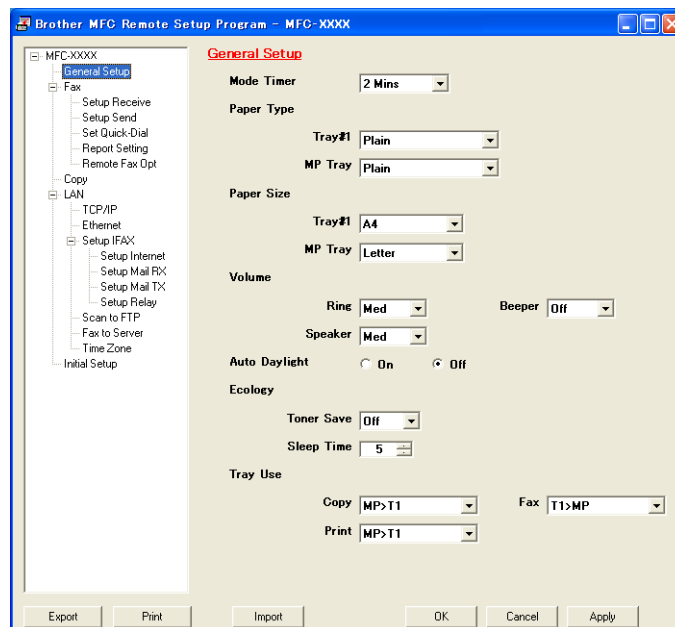 Brother MFC Remote Setup Program - MFC-XXXX
MFC-XXXX
General Setup
Fax
Setup Receive
Setup Send
Set Quick-Dial
Report Setting
Remote Fax Opt
Copy
LAN
TCP/IP
Ethernet
Setup IFAX
Setup Internet
Setup Mail RX
Setup Mail TX
Setup Relay
Scan to FTP
Fax to Server
Time Zone
Initial Setup
General Setup
Mode Timer 2 Mins
Paper Type
Tray#1 Plain
MP Tray Plain
Paper Size
Tray#1 A4
MP Tray Letter
Volume
Ring Med Beeper Off
Speaker Med
Auto Daylight On Off
Ecology
Toner Save Off
Sleep Time 5
Tray Use
Copy MP>T1 Fax T1>MP
Print MP>T1
Export Print Import OK Cancel Apply